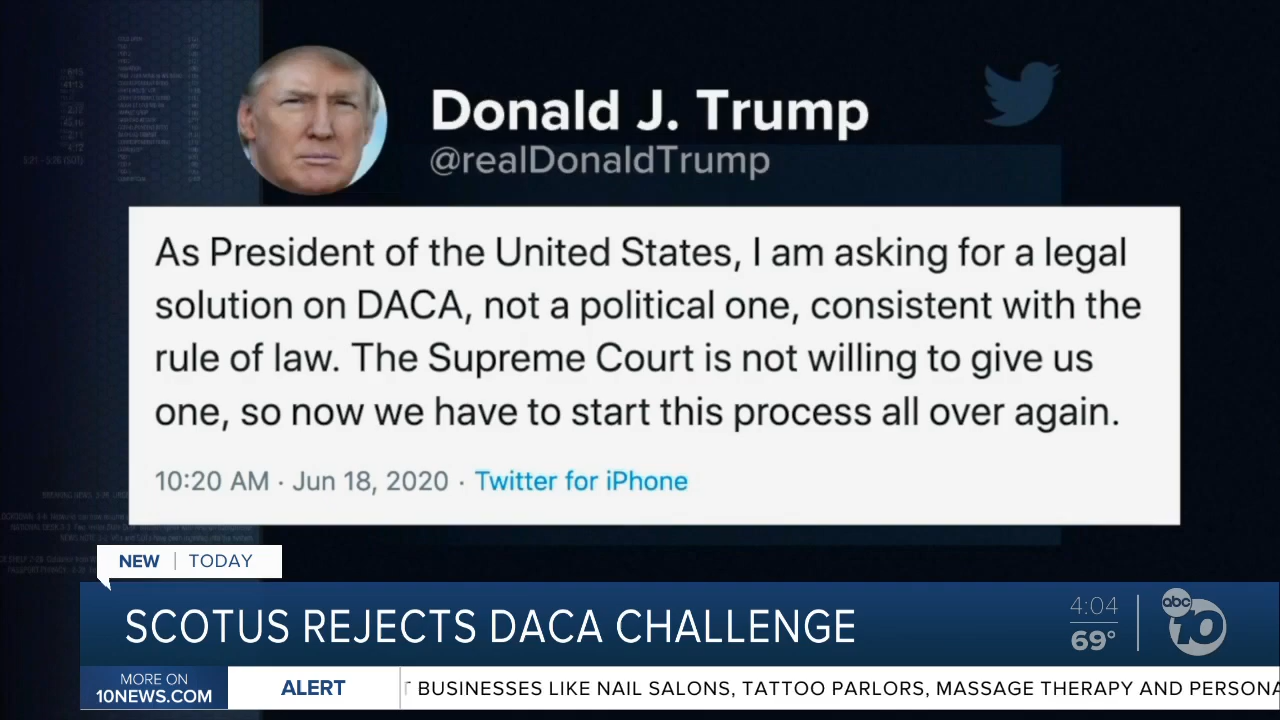 Donald J. Trump
@realDonaldTrump
As President of the United States, I am asking for a legal
solution on DACA, not a political one, consistent with the
rule of law. The Supreme Court is not willing to give us
one, so now we have to start this process all over again.
10:20 AM · Jun 18, 2020 · Twitter for iPhone
NEW | TODAY
SCOTUS REJECTS DACA CHALLENGE
4:04
69°
abc
10
MORE ON
10NEWS.COM
ALERT
BUSINESSES LIKE NAIL SALONS, TATTOO PARLORS, MASSAGE THERAPY AND PERSONA